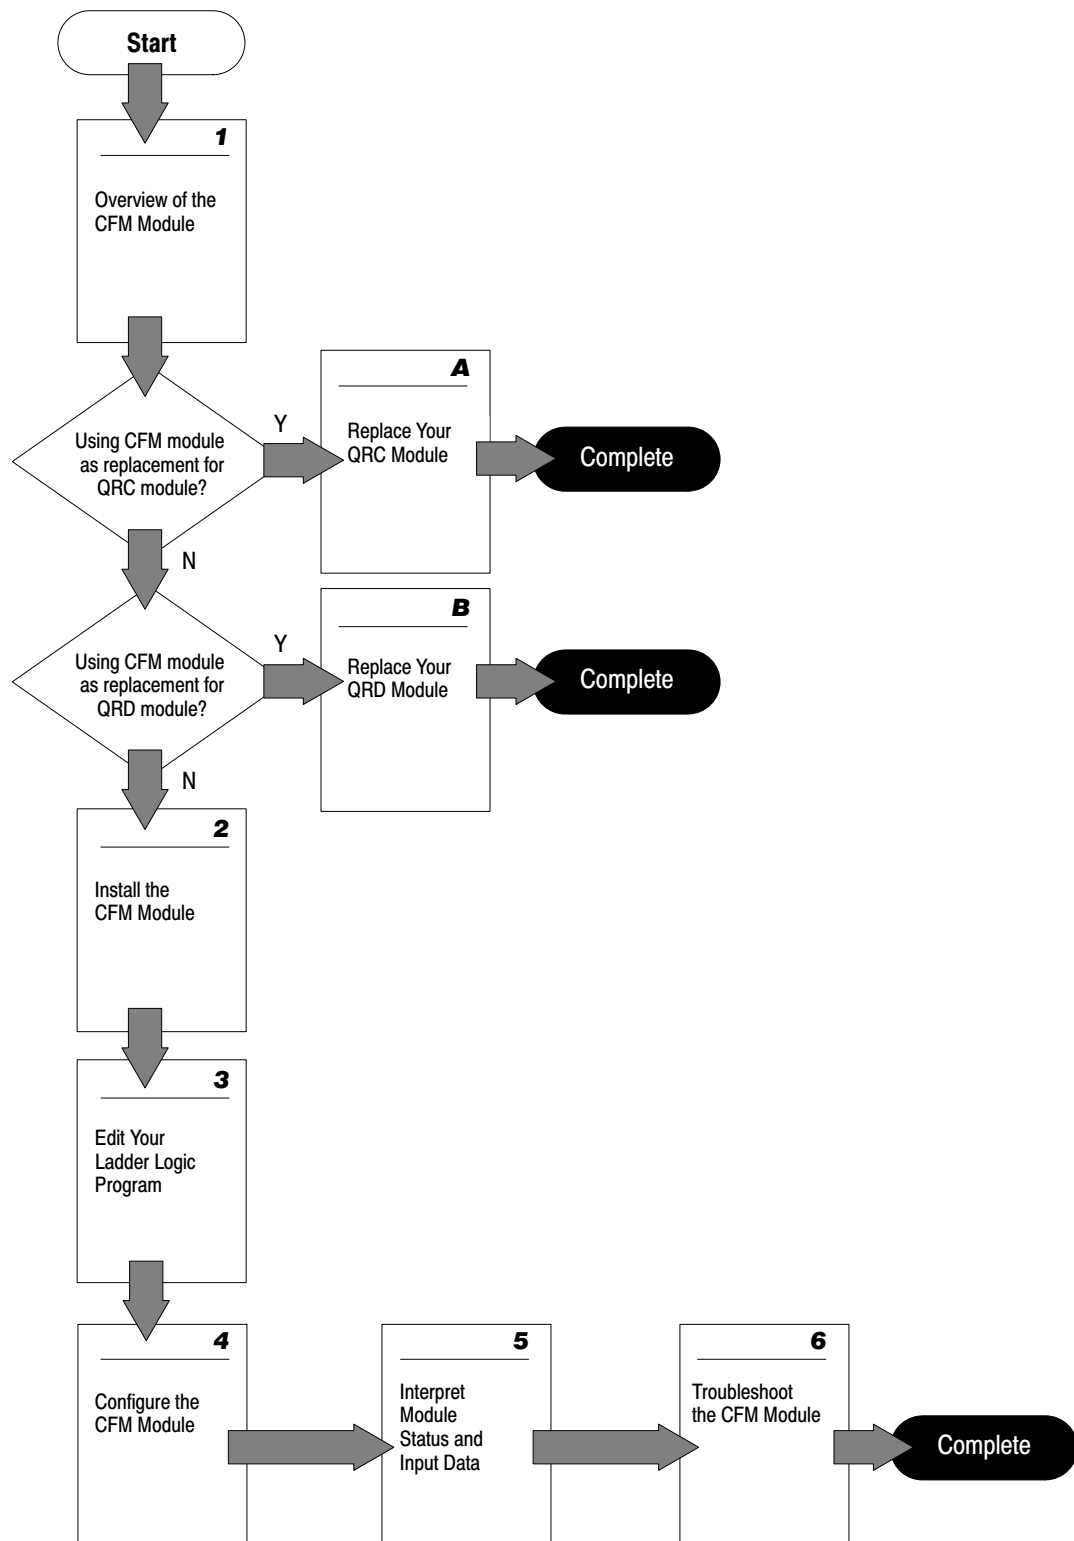 Start
1
Overview of the
CFM Module
Using CFM module
as replacement for
QRC module?
Y
A
Replace Your
QRC Module
Complete
N
Using CFM module
as replacement for
QRD module?
Y
B
Replace Your
QRD Module
Complete
N
2
Install the
CFM Module
3
Edit Your
Ladder Logic
Program
4
Configure the
CFM Module
5
Interpret
Module
Status and
Input Data
6
Troubleshoot
the CFM Module
Complete